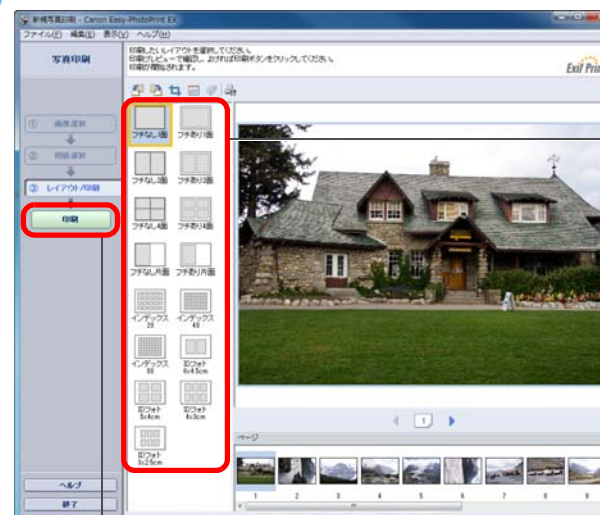 新規写真印刷 - Canon Easy-PhotoPrint EX
ファイル(F) 編集(E) 表示(V) ヘルプ(H)
写真印刷
印刷したいレイアウトを選択してください。
印刷プレビューで確認し、よければ印刷ボタンをクリックしてください。
印刷が開始されます。
Exif Prin
① 画像選択
② 用紙選択
③ レイアウト/印刷
印刷
フチなし1面 フチあり1面
フチなし2面 フチあり2面
フチなし4面 フチあり4面
フチなし片面 フチあり片面
インデックス インデックス
20
インデックス
80
IDフォト
IDフォト IDフォト
5x4cm 4x3cm
IDフォト
3x2.5cm
1
ページ
1 2 3 4 5 6 7 8 9
ヘルプ
終了